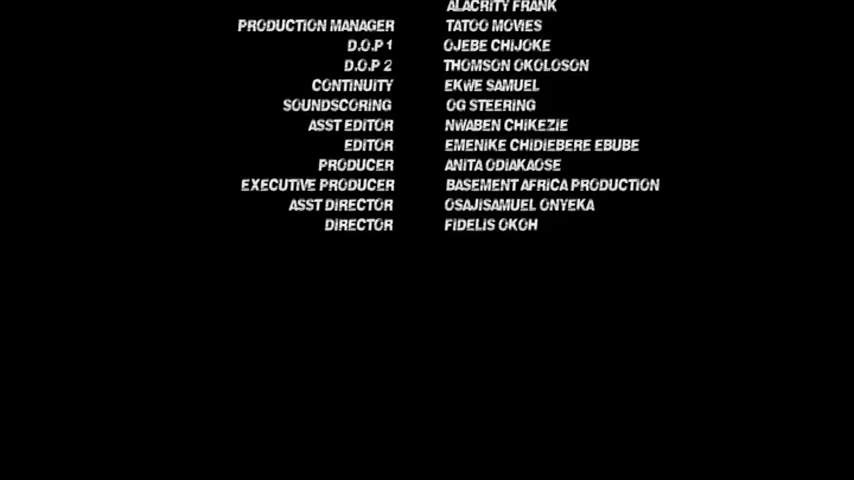 ALACRITY FRANK
PRODUCTION MANAGER TATOO MOVIES
D.O.P 1 OJEBE CHIJOKE
D.O.P 2 THOMSON OKOLOSON
CONTINUITY EKWE SAMUEL
SOUNDSCORING OG STEERING
ASST EDITOR NWABEN CHIKEZIE
EDITOR EMENIKE CHIDIEBERE EBUBE
PRODUCER ANITA ODIAKAOSE
EXECUTIVE PRODUCER BASEMENT AFRICA PRODUCTION
ASST DIRECTOR OSAJISAMUEL ONYEKA
DIRECTOR FIDELIS OKOH